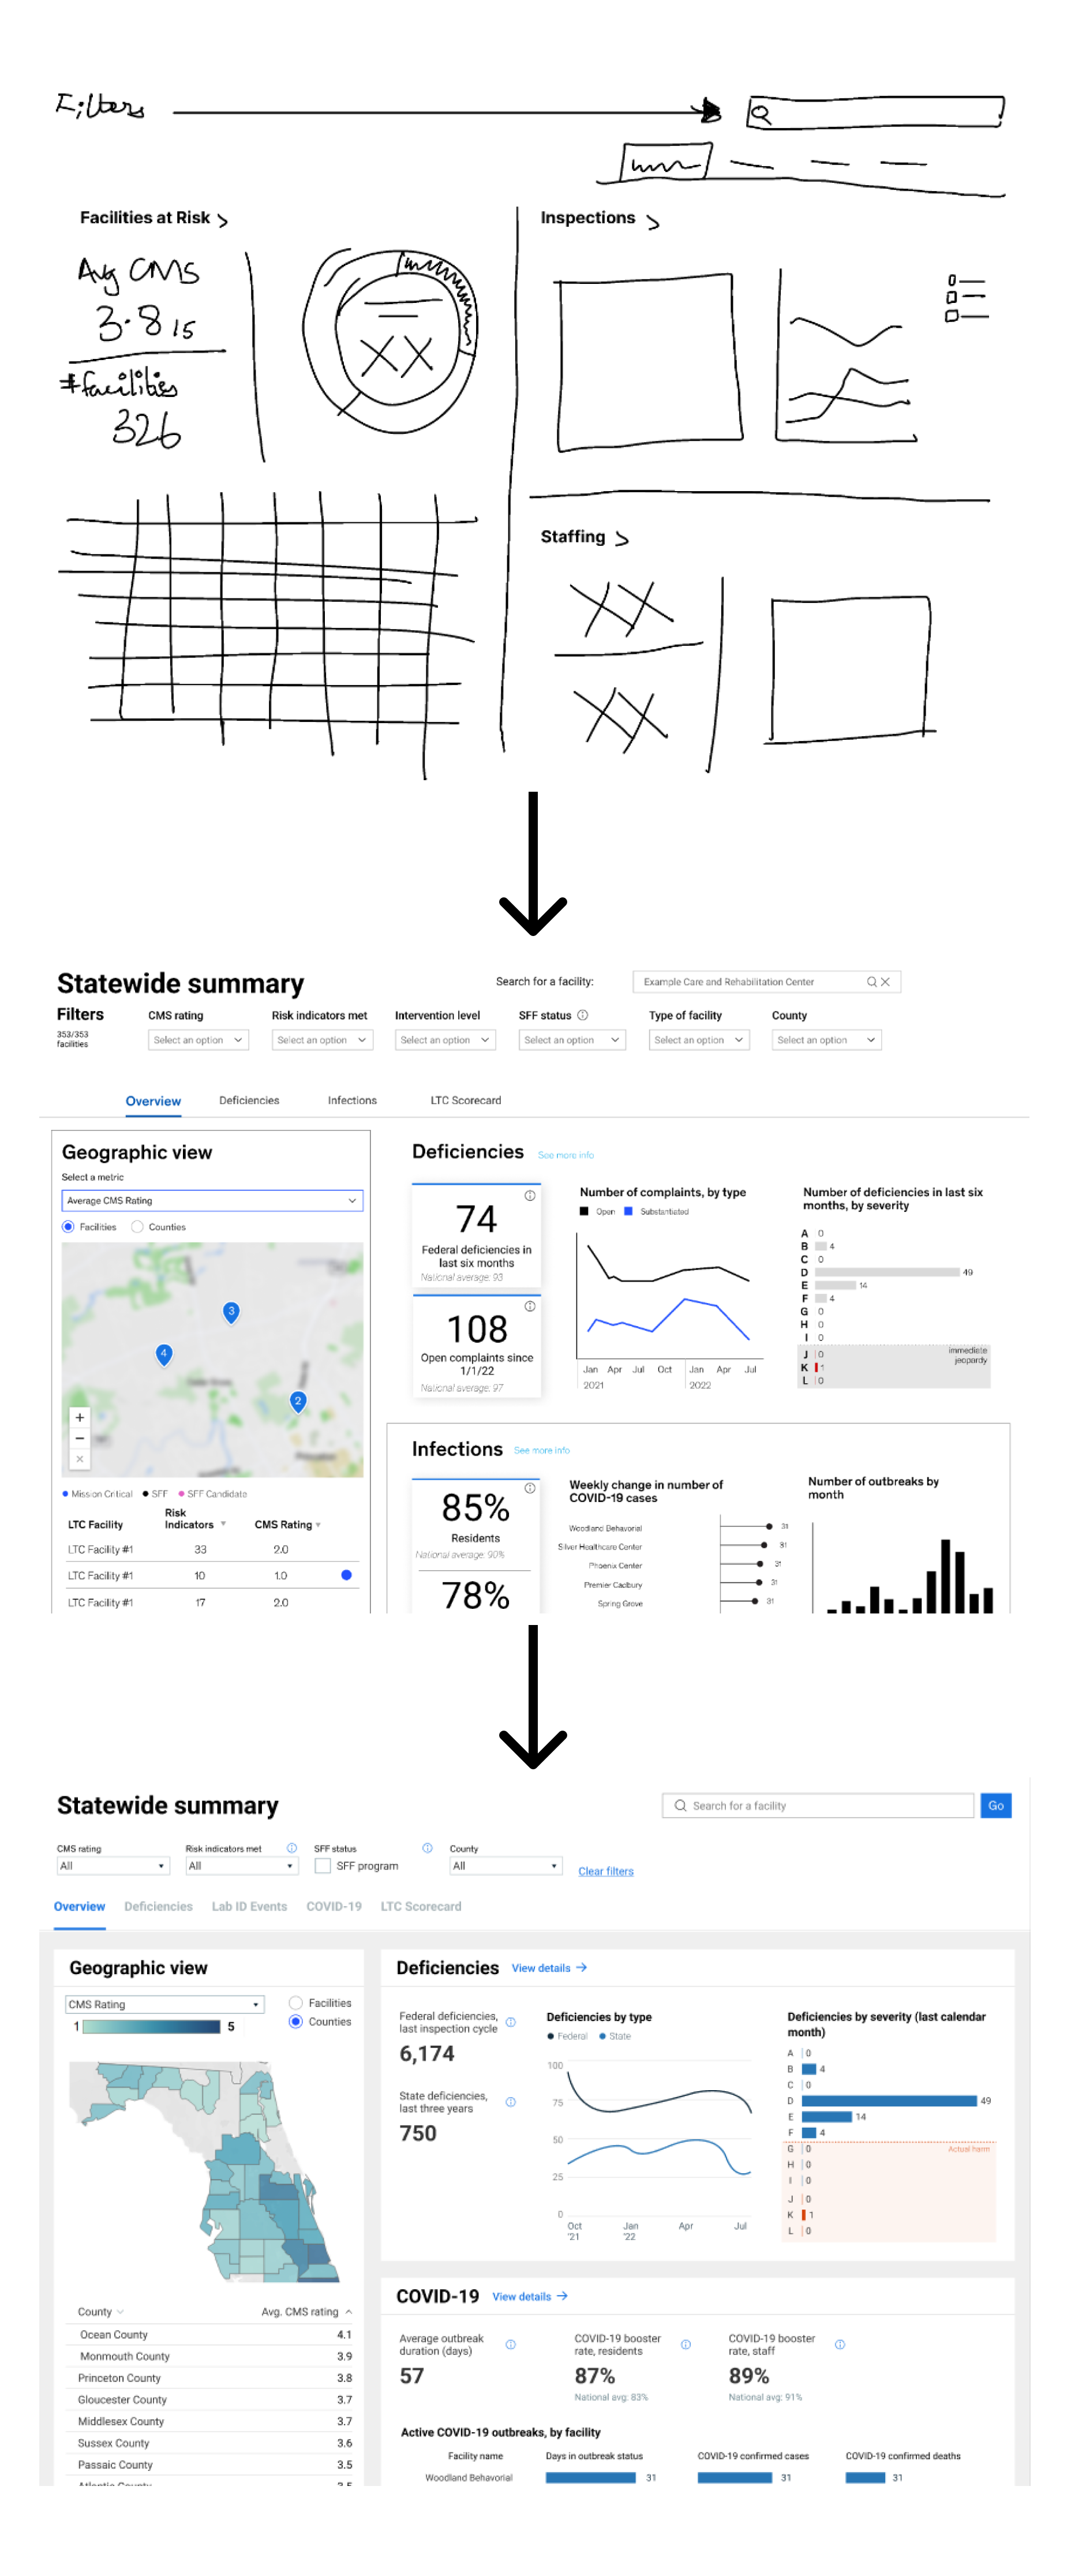 Filters
Facilities at Risk >
Inspections >
Avg CMS
3.8 15
# facilities
326
XX
Staffing >
XX
XX
Statewide summary
Search for a facility:
Example Care and Rehabilitation Center
Filters
353/353
facilities
CMS rating
Risk indicators met
Intervention level
SFF status
Type of facility
County
Select an option
Select an option
Select an option
Select an option
Select an option
Select an option
Overview
Deficiencies
Infections
LTC Scorecard
Geographic view
Select a metric
Average CMS Rating
Facilities
Counties
3
4
2
Mission Critical
SFF
SFF Candidate
LTC Facility
Risk
Indicators
CMS Rating
LTC Facility #1 33 2.0
LTC Facility #1 10 1.0
LTC Facility #1 17 2.0
Deficiencies
See more info
74
Federal deficiencies in
last six months
National average: 93
108
Open complaints since
1/1/22
National average: 97
Number of complaints, by type
Open
Substantiated
Jan Apr Jul Oct Jan Apr Jul
2021 2022
Number of deficiencies in last six
months, by severity
A 0
B 4
C 0
D 49
E 14
F 4
G 0
H 0
I 0
J 0
K 1
L 0
immediate
jeopardy
Infections
See more info
85%
Residents
National average: 90%
78%
Weekly change in number of
COVID-19 cases
Woodland Behavorial 31
Silver Healthcare Center 31
Phoenix Center 31
Premier Cadbury 31
Spring Grove 31
Number of outbreaks by
month
Statewide summary
Search for a facility
Go
CMS rating
All
Risk indicators met
All
SFF status
SFF program
County
All
Clear filters
Overview
Deficiencies
Lab ID Events
COVID-19
LTC Scorecard
Geographic view
CMS Rating
1 5
Facilities
Counties
County
Avg. CMS rating
Ocean County 4.1
Monmouth County 3.9
Princeton County 3.8
Gloucester County 3.7
Middlesex County 3.7
Sussex County 3.6
Passaic County 3.5
Atlantic County 3.5
Deficiencies
View details →
Federal deficiencies,
last inspection cycle
6,174
State deficiencies,
last three years
750
Deficiencies by type
Federal
State
100
75
50
25
0
Oct Jan Apr Jul
'21 '22
Deficiencies by severity (last calendar
month)
A 0
B 4
C 0
D 49
E 14
F 4
G 0
Actual harm
H 0
I 0
J 0
K 1
L 0
COVID-19
View details →
Average outbreak
duration (days)
57
COVID-19 booster
rate, residents
87%
National avg: 83%
COVID-19 booster
rate, staff
89%
National avg: 91%
Active COVID-19 outbreaks, by facility
Facility name
Days in outbreak status
COVID-19 confirmed cases
COVID-19 confirmed deaths
Woodland Behavorial 31 31 31